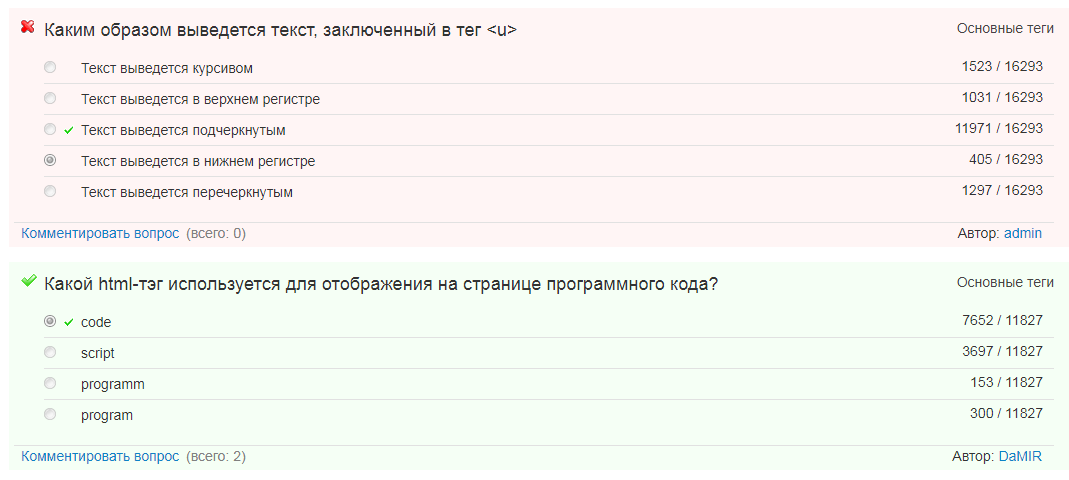 Каким образом выведется текст, заключенный в тег <u> Основные теги
Текст выведется курсивом 1523 / 16293
Текст выведется в верхнем регистре 1031 / 16293
Текст выведется подчеркнутым 11971 / 16293
Текст выведется в нижнем регистре 405 / 16293
Текст выведется перечеркнутым 1297 / 16293
Комментировать вопрос (всего: 0) Автор: admin
Какой html-тэг используется для отображения на странице программного кода? Основные теги
code 7652 / 11827
script 3697 / 11827
programm 153 / 11827
program 300 / 11827
Комментировать вопрос (всего: 2) Автор: DaMIR